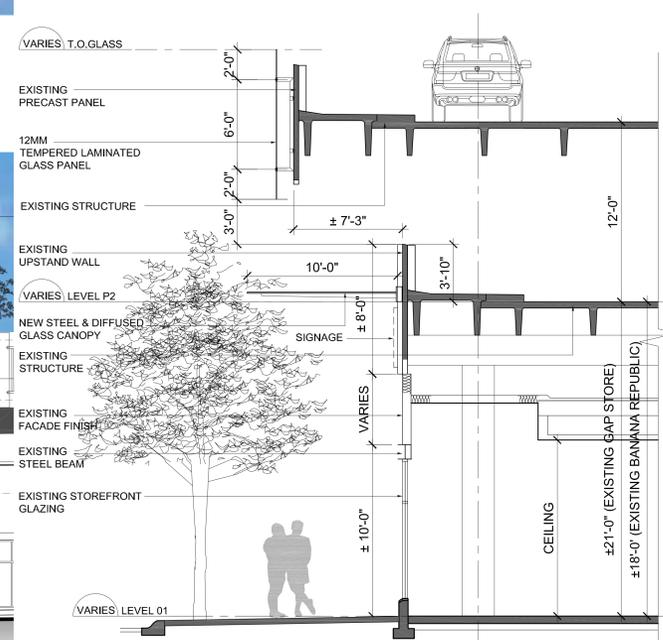 VARIES T.O.GLASS
2'-0"
EXISTING
PRECAST PANEL
6'-0"
12MM
TEMPERED LAMINATED
GLASS PANEL
2'-0"
EXISTING STRUCTURE
3'-0"
± 7'-3"
12'-0"
EXISTING
UPSTAND WALL
10'-0"
3'-10"
VARIES LEVEL P2
± 8'-0"
NEW STEEL & DIFFUSED
GLASS CANOPY
SIGNAGE
EXISTING
STRUCTURE
EXISTING
FACADE FINISH
VARIES
EXISTING
STEEL BEAM
EXISTING STOREFRONT
GLAZING
± 10'-0"
CEILING
±21'-0" (EXISTING GAP STORE)
±18'-0' (EXISTING BANANA REPUBLIC)
VARIES LEVEL 01